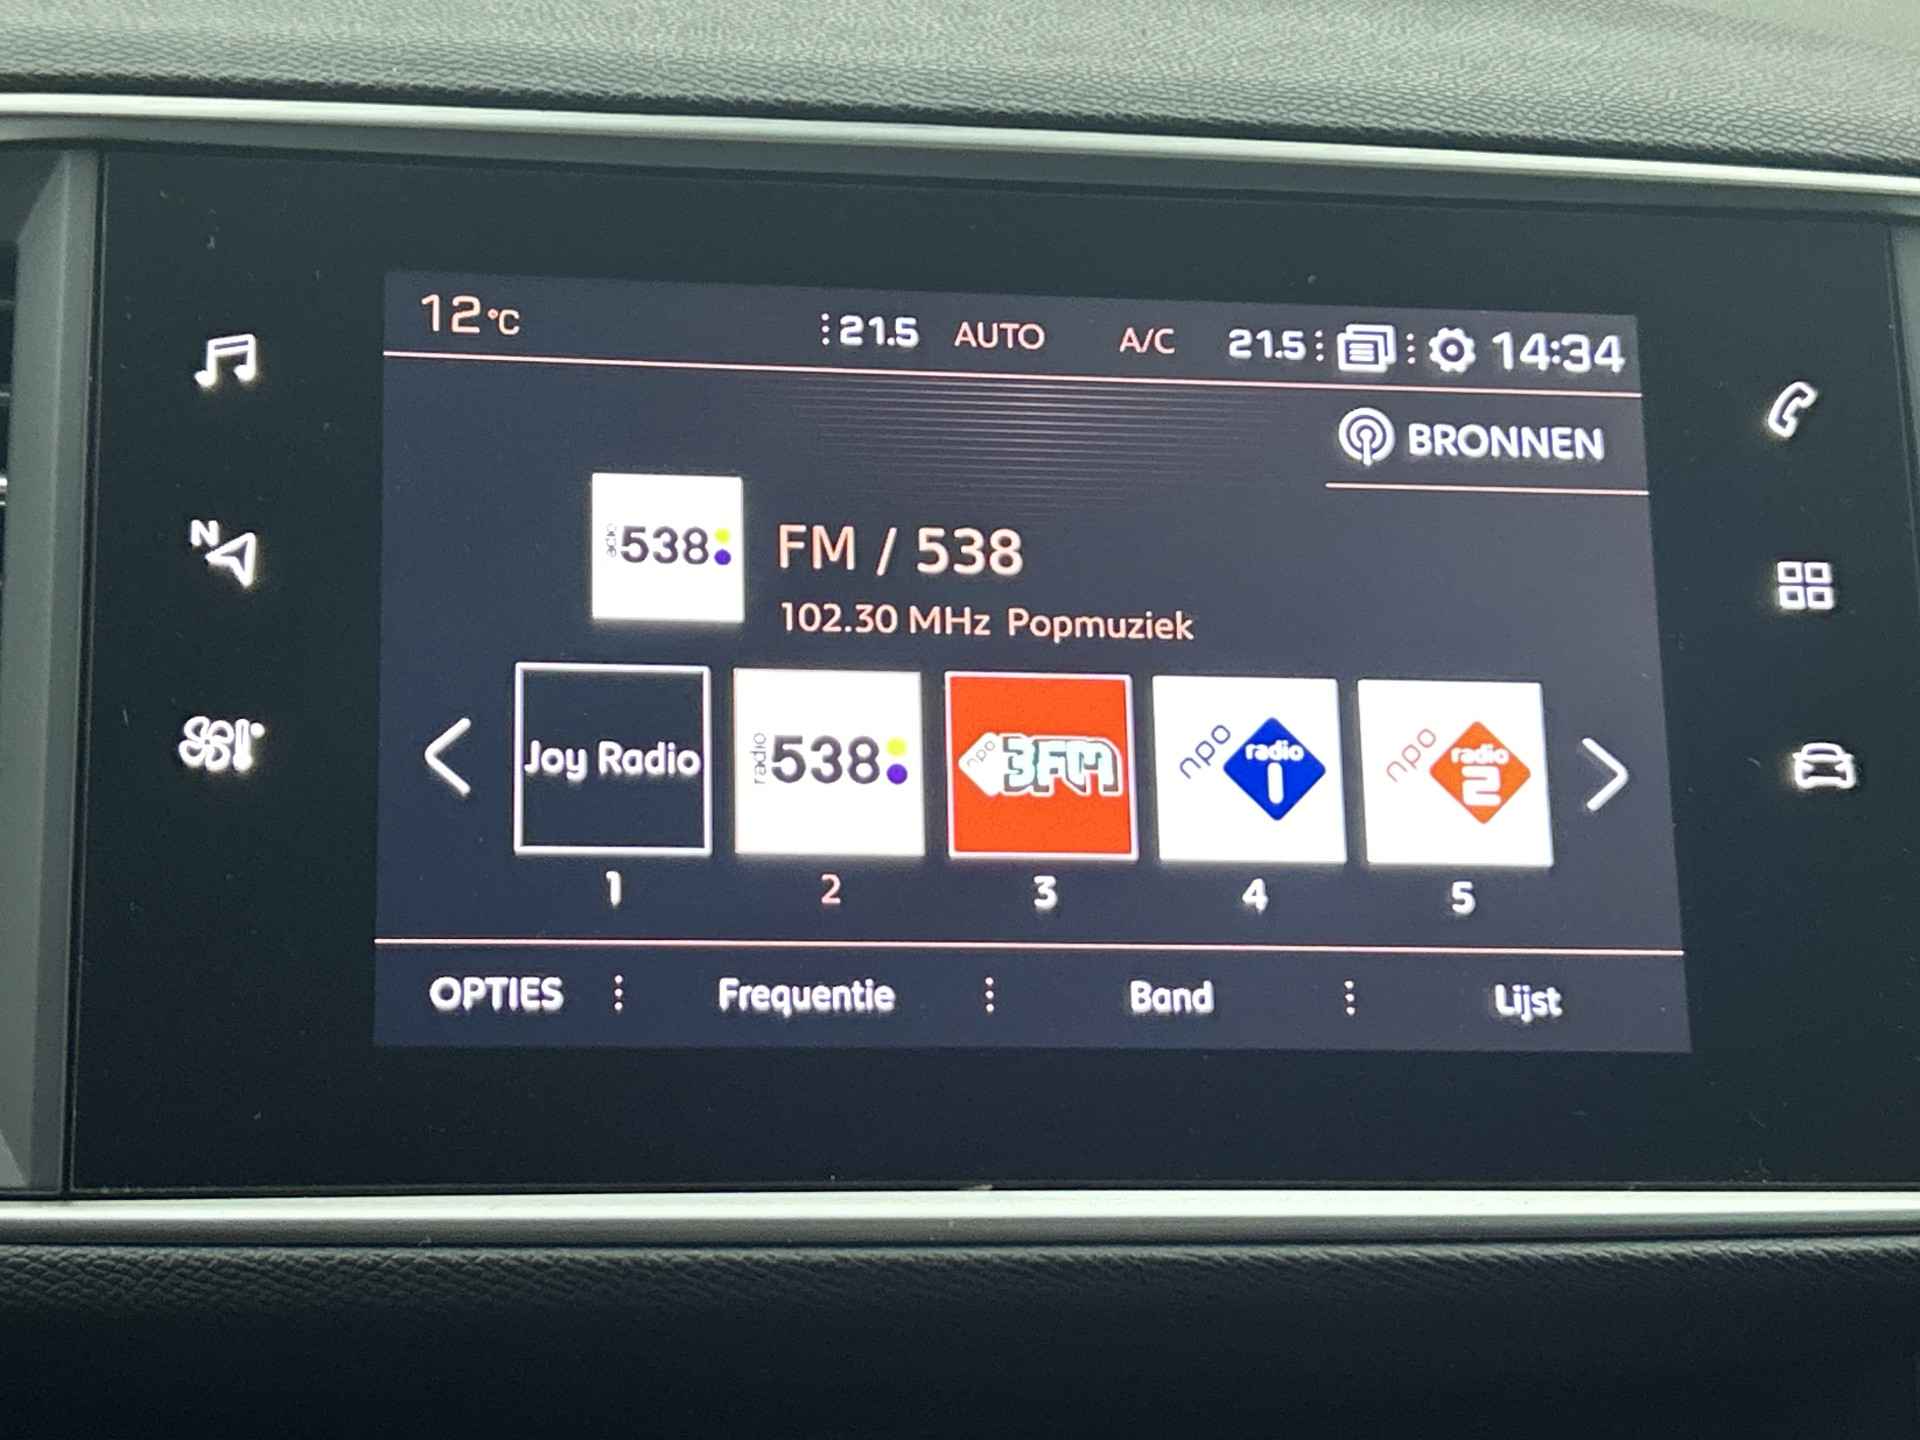 12°C 21.5 AUTO A/C 21.5 14:34
BRONNEN
N
538
FM / 538
102.30 MHz Popmuziek
Joy Radio
radio 538
npo 3FM
npo radio 1
npo radio 2
1 2 3 4 5
OPTIES Frequentie Band Lijst